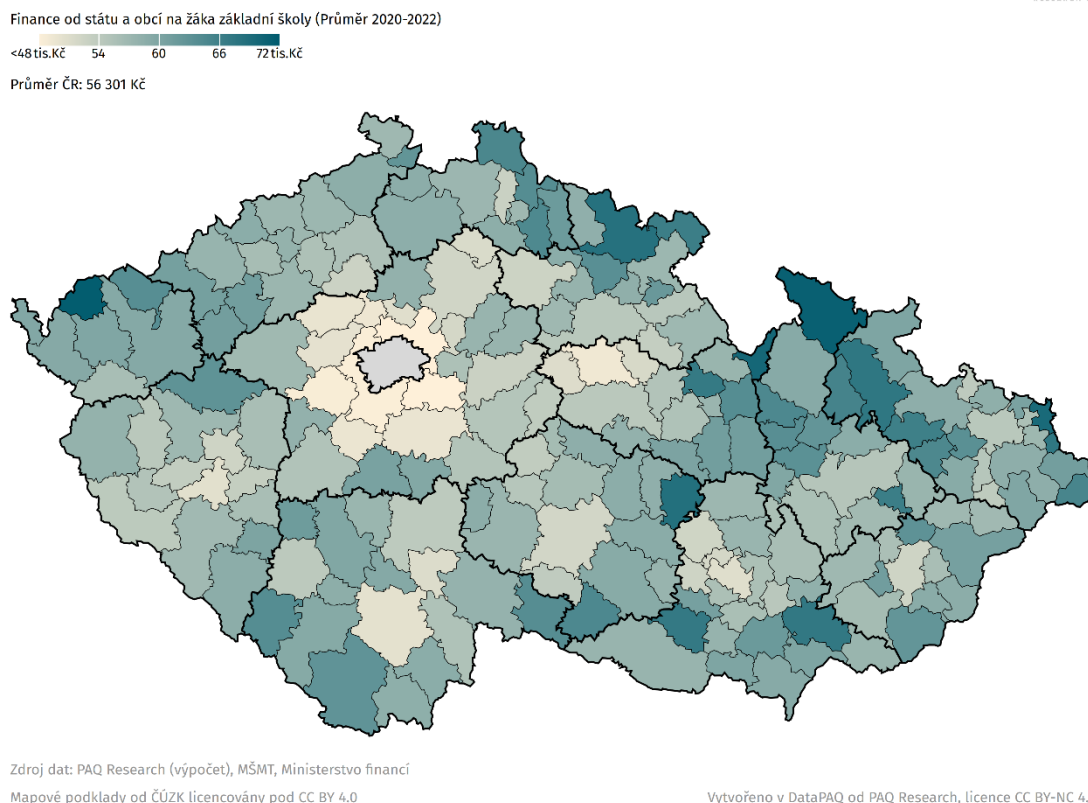 Finance od státu a obcí na žáka základní školy (Průměr 2020-2022)
<48 tis.Kč 54 60 66 72 tis.Kč
Průměr ČR: 56 301 Kč
Zdroj dat: PAQ Research (výpočet), MŠMT, Ministerstvo financí
Mapové podklady od ČÚZK licencovány pod CC BY 4.0
Vytvořeno v DataPAQ od PAQ Research, licence CC BY-NC 4.